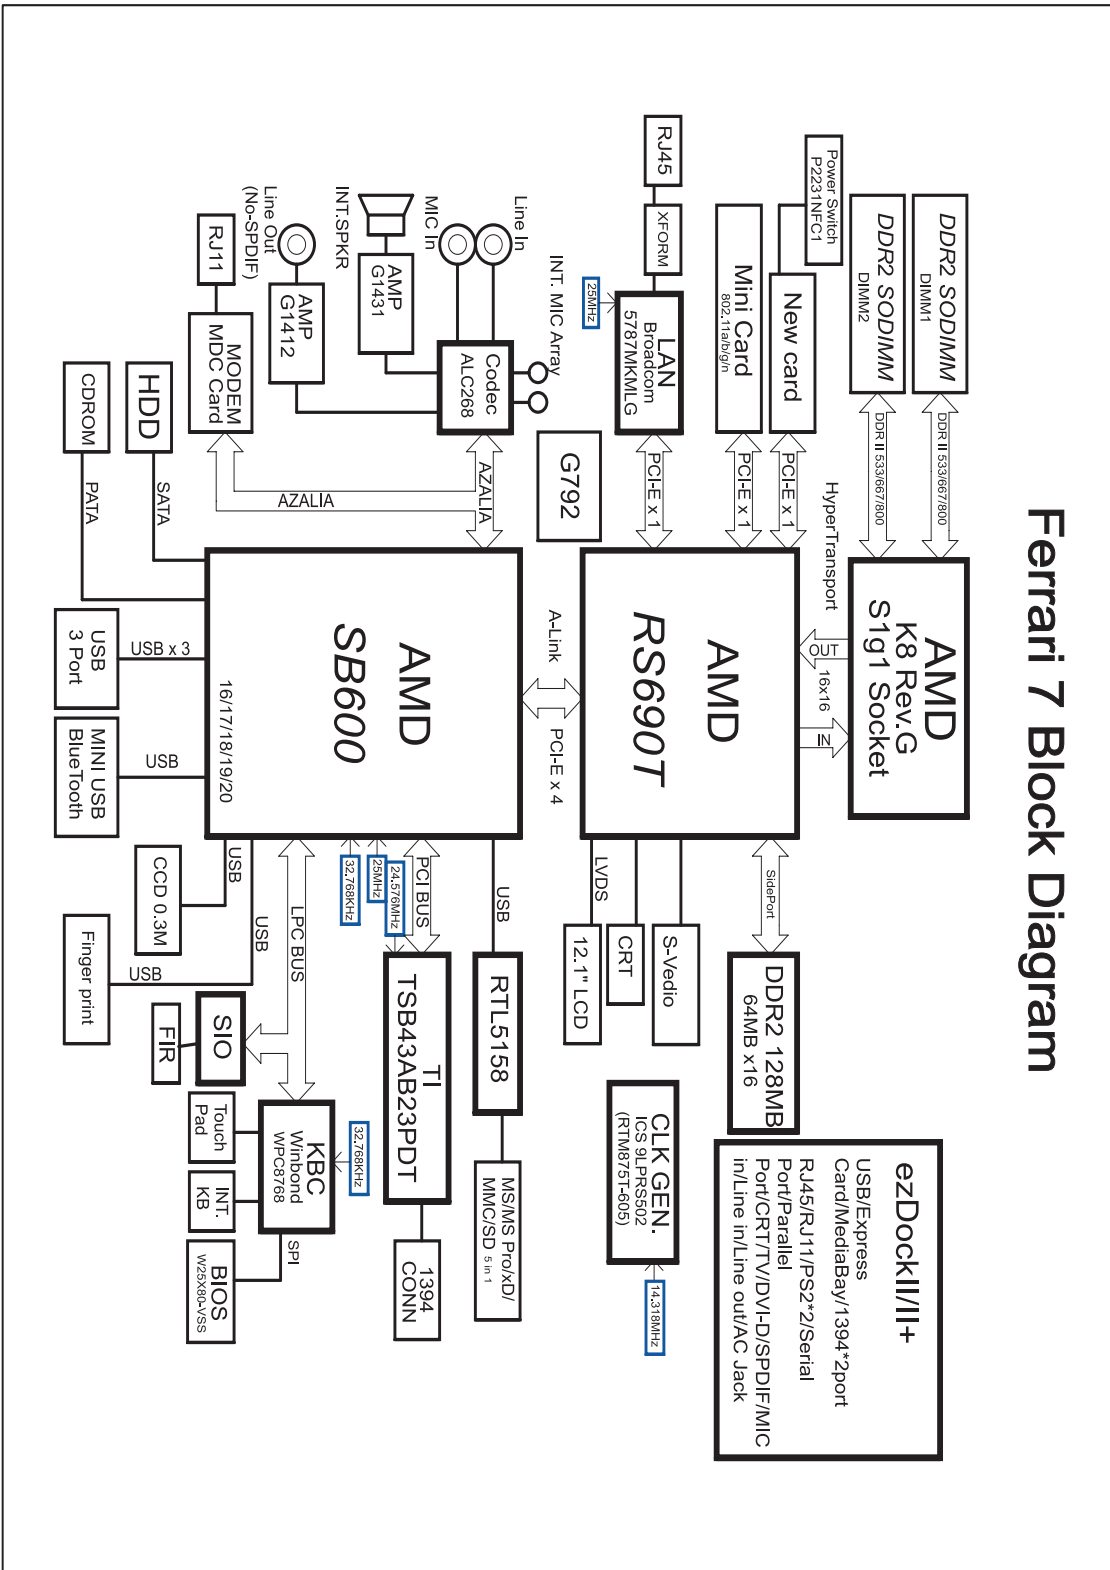 Ferrari 7 Block Diagram
DDR2 SODIMM
DIMM1
DDR II 533/667/800
DDR2 SODIMM
DIMM2
DDR II 533/667/800
AMD
K8 Rev.G
S1g1 Socket
Power Switch
P2231NFC1
HyperTransport
OUT
16x16
IN
New card
PCI-E x 1
Mini Card
802.11a/b/g/n
PCI-E x 1
RJ45
XFORM
25MHz
LAN
Broadcom
5787MKMLG
PCI-E x 1
AMD
RS690T
SidePort
DDR2 128MB
64MB x16
S-Vedio
CRT
LVDS
12.1" LCD
ezDockII/II+
USB/Express
Card/MediaBay/1394*2port
RJ45/RJ11/PS2*2/Serial
Port/Parallel
Port/CRT/TV/DVI-D/SPDIF/MIC
in/Line in/Line out/AC Jack
CLK GEN.
ICS 9LPRS502
(RTM875T-605)
14.318MHz
G792
A-Link
PCI-E x 4
INT. MIC Array
Line In
MIC In
Codec
ALC268
AZALIA
INT.SPKR
AMP
G1431
Line Out
(No-SPDIF)
AMP
G1412
RJ11
MODEM
MDC Card
AZALIA
HDD
SATA
CDROM
PATA
AMD
SB600
16/17/18/19/20
USB
RTL5158
MS/MS Pro/xD/
MMC/SD 5 in 1
PCI BUS
24.576MHz
25MHz
32.768KHz
TI
TSB43AB23PDT
1394
CONN
LPC BUS
32.768KHz
KBC
Winbond
WPC8768
SPI
SIO
FIR
Touch
Pad
INT.
KB
BIOS
W25X80-VSS
USB
3 Port
USB x 3
MINI USB
BlueTooth
USB
USB
CCD 0.3M
USB
USB
Finger print